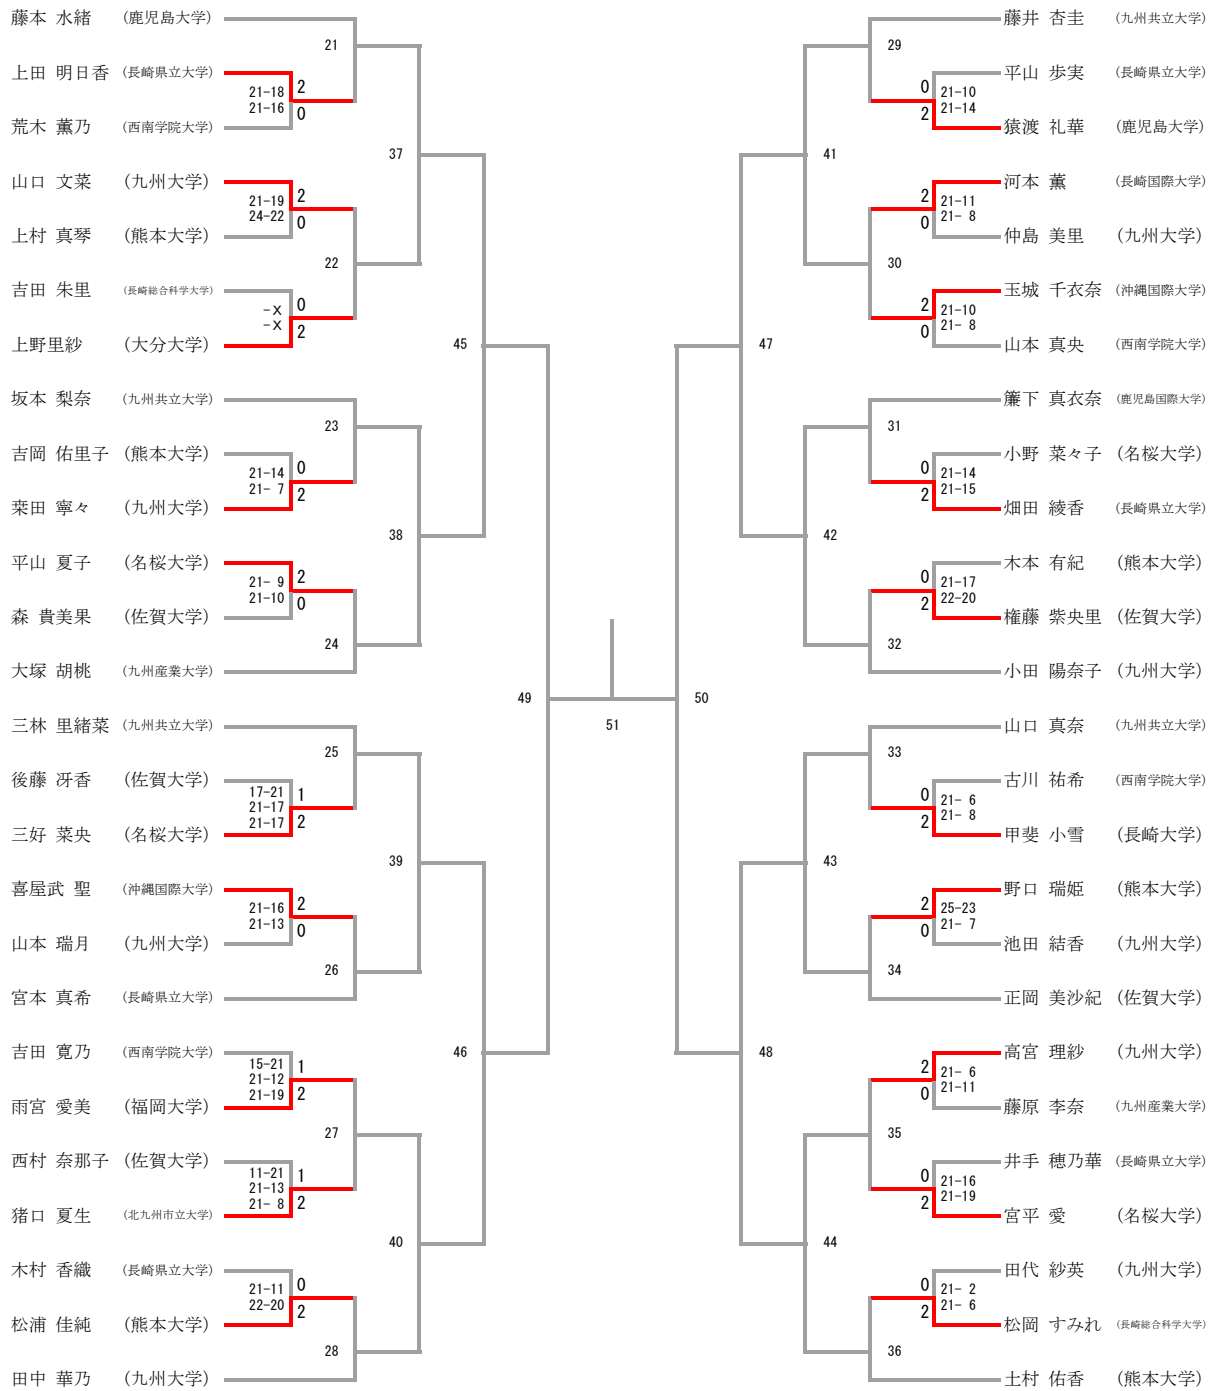 藤本 水緒 (鹿児島大学)
21
上田 明日香 (長崎県立大学)
21-18 2
21-16 0
荒木 薫乃 (西南学院大学)
37
山口 文菜 (九州大学)
21-19 2
24-22 0
上村 真琴 (熊本大学)
22
吉田 朱里 (長崎総合科学大学)
-X 0
-X 2
上野里紗 (大分大学)
45
坂本 梨奈 (九州共立大学)
23
吉岡 佑里子 (熊本大学)
21-14 0
21- 7 2
桒田 寧々 (九州大学)
38
平山 夏子 (名桜大学)
21- 9 2
21-10 0
森 貴美果 (佐賀大学)
24
大塚 胡桃 (九州産業大学)
49
三林 里緒菜 (九州共立大学)
25
後藤 冴香 (佐賀大学)
17-21 1
21-17
21-17 2
三好 菜央 (名桜大学)
39
喜屋武 聖 (沖縄国際大学)
21-16 2
21-13 0
山本 瑞月 (九州大学)
26
宮本 真希 (長崎県立大学)
46
吉田 寛乃 (西南学院大学)
15-21 1
21-12
21-19 2
雨宮 愛美 (福岡大学)
27
西村 奈那子 (佐賀大学)
11-21 1
21-13
21- 8 2
猪口 夏生 (北九州市立大学)
40
木村 香織 (長崎県立大学)
21-11 0
22-20 2
松浦 佳純 (熊本大学)
28
田中 華乃 (九州大学)
51
藤井 杏圭 (九州共立大学)
29
平山 歩実 (長崎県立大学)
0 21-10
2 21-14
猿渡 礼華 (鹿児島大学)
41
河本 薫 (長崎国際大学)
2 21-11
0 21- 8
仲島 美里 (九州大学)
30
玉城 千衣奈 (沖縄国際大学)
2 21-10
0 21- 8
山本 真央 (西南学院大学)
47
簾下 真衣奈 (鹿児島国際大学)
31
小野 菜々子 (名桜大学)
0 21-14
2 21-15
畑田 綾香 (長崎県立大学)
42
木本 有紀 (熊本大学)
0 21-17
2 22-20
権藤 紫央里 (佐賀大学)
32
小田 陽奈子 (九州大学)
50
山口 真奈 (九州共立大学)
33
古川 祐希 (西南学院大学)
0 21- 6
2 21- 8
甲斐 小雪 (長崎大学)
43
野口 瑞姫 (熊本大学)
2 25-23
0 21- 7
池田 結香 (九州大学)
34
正岡 美沙紀 (佐賀大学)
48
高宮 理紗 (九州大学)
2 21- 6
0 21-11
藤原 李奈 (九州産業大学)
35
井手 穂乃華 (長崎県立大学)
0 21-16
2 21-19
宮平 愛 (名桜大学)
44
田代 紗英 (九州大学)
0 21- 2
2 21- 6
松岡 すみれ (長崎総合科学大学)
36
土村 佑香 (熊本大学)